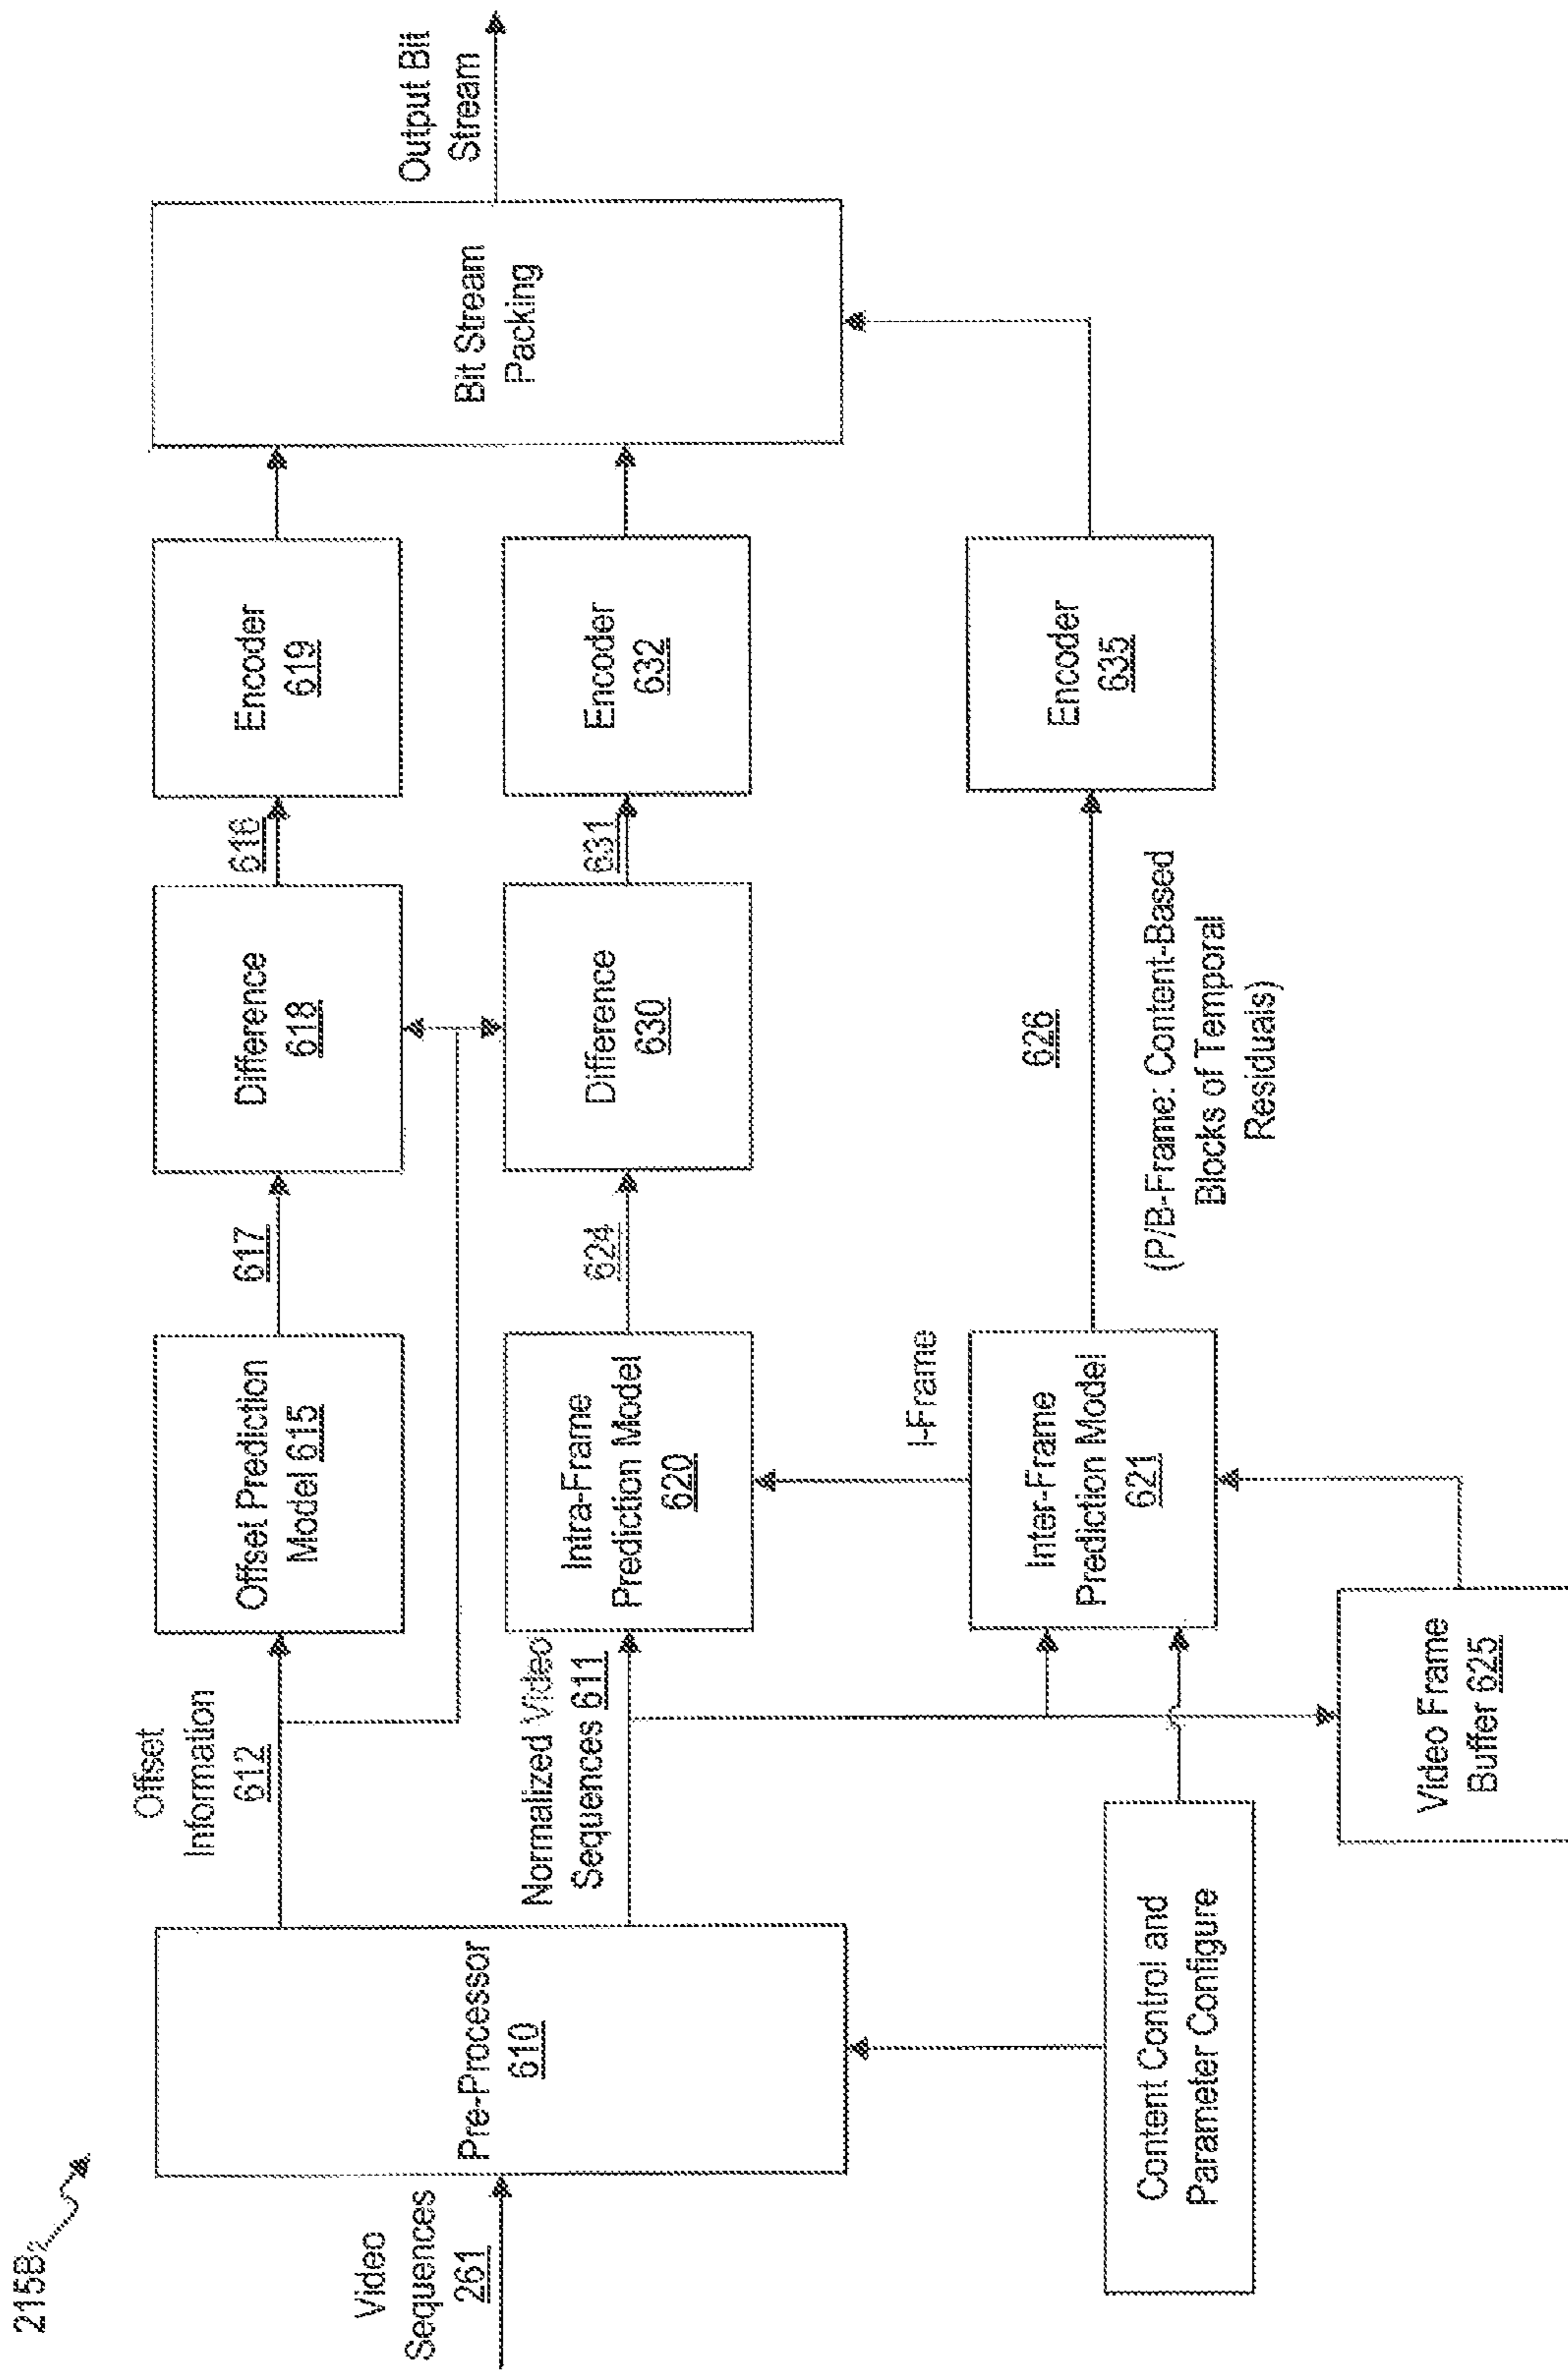 215B₂
Video
Sequences
261
Pre-Processor
610
Content Control and
Parameter Configure
Offset
Information
612
Normalized Video
Sequences 611
Video Frame
Buffer 625
Offset Prediction
Model 615
Intra-Frame
Prediction Model
620
I-Frame
Inter-Frame
Prediction Model
621
617
624
626
(P/B-Frame: Content-Based
Blocks of Temporal
Residuals)
Difference
618
Difference
630
616
631
Encoder
619
Encoder
632
Encoder
635
Bit Stream
Packing
Output Bit
Stream